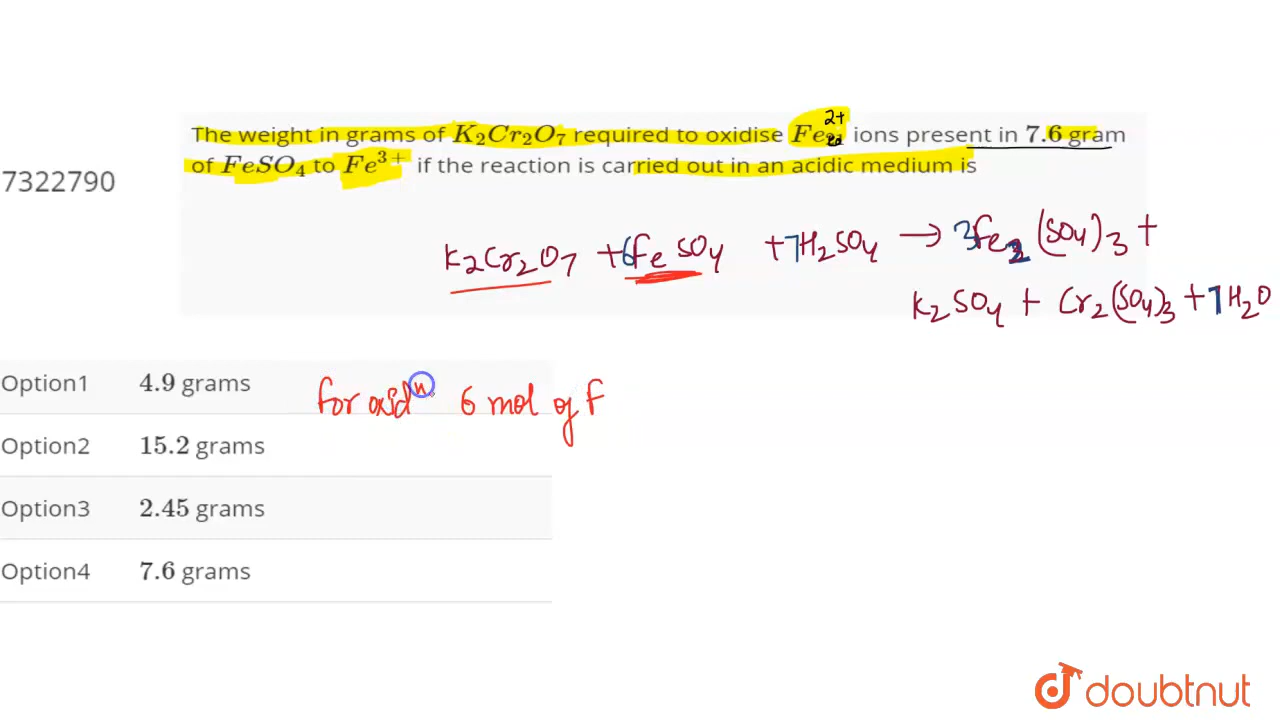 The weight in grams of K₂Cr₂O₇ required to oxidise Fe²⁺ ions present in 7.6 gram
of FeSO₄ to Fe³⁺ if the reaction is carried out in an acidic medium is
7322790
K₂Cr₂O₇ + 6FeSO₄ + 7H₂SO₄ → 3Fe₂(SO₄)₃ +
K₂SO₄ + Cr₂(SO₄)₃ + 7H₂O
Option1 4.9 grams
for oxidⁿ 6 mol of F
Option2 15.2 grams
Option3 2.45 grams
Option4 7.6 grams
doubtnut